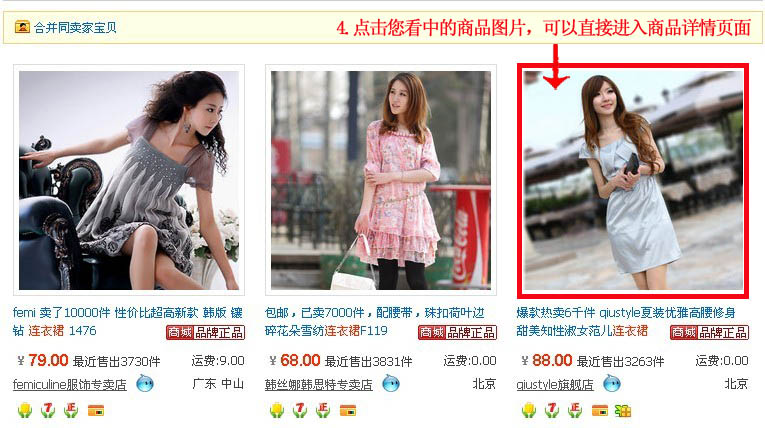 合并同卖家宝贝
4.点击您看中的商品图片，可以直接进入商品详情页面
femi 卖了10000件 性价比超高新款 韩版 镶
钻 连衣裙 1476
商城 品牌正品
¥ 79.00 最近售出3730件 运费:9.00
femiculine服饰专卖店 广东 中山
包邮，已卖7000件，配腰带，珠扣荷叶边
碎花朵雪纺连衣裙F119
商城 品牌正品
¥ 68.00 最近售出3831件 运费:0.00
韩丝娜韩思特专卖店 北京
爆款热卖6千件 qiustyle夏装优雅高腰修身
甜美知性淑女范儿连衣裙
商城 品牌正品
¥ 88.00 最近售出3263件 运费:0.00
qiustyle旗舰店 北京
7 正
7 正
7 正